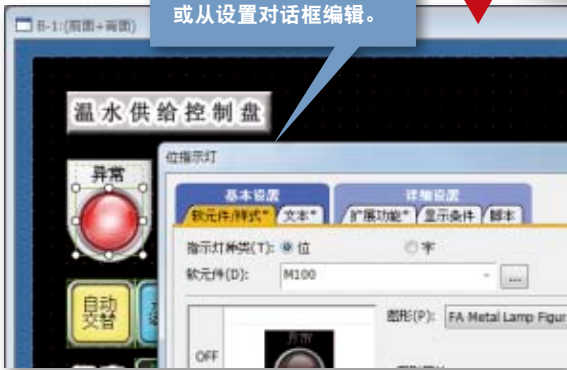 或从设置对话框编辑。
B-1:(前面+背面)
温水供给控制盘
位指示灯
异常
基本设置
详细设置
软元件/样式*
文本*
扩展功能*
显示条件
脚本
指示灯种类(T):
位
字
软元件(D):
M100
...
自动
交替
图形(P):
FA Metal Lamp Figur
OFF
异常